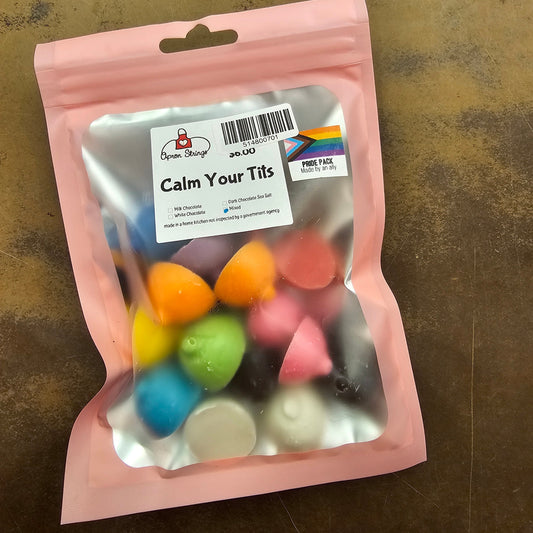 Apron Strings
514800701
$6.00
PRIDE PACK
Made by an ally
Calm Your Tits
Milk Chocolate
Dark Chocolate Sea Salt
White Chocolate
Mixed
made in a home kitchen not inspected by a government agency